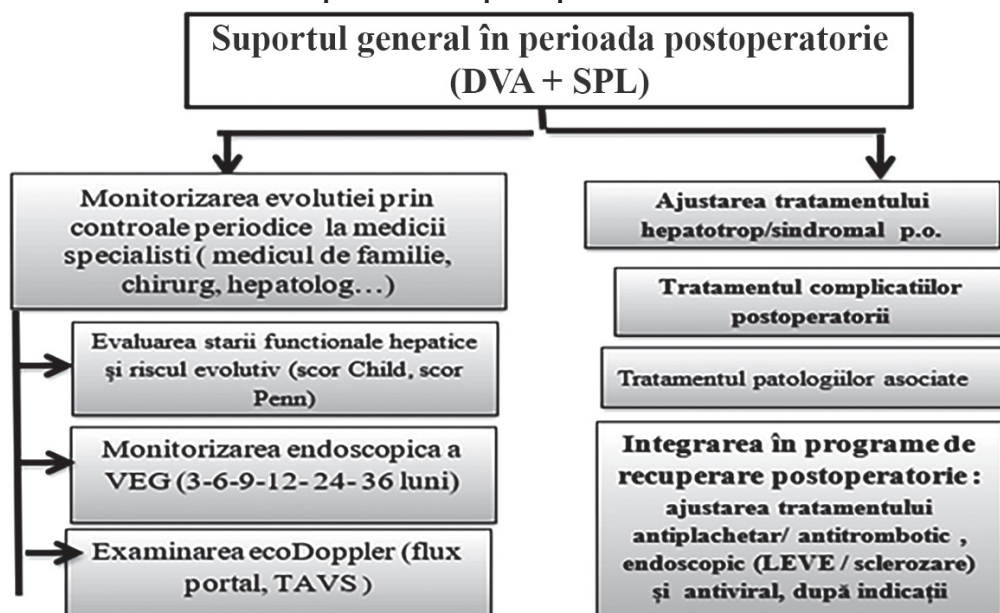 Suportul general în perioada postoperatorie
(DVA + SPL)
Monitorizarea evolutiei prin
controale periodice la medicii
specialisti ( medicul de familie,
chirurg, hepatolog…)
Evaluarea starii functionale hepatice
și riscul evolutiv (scor Child, scor
Penn)
Monitorizarea endoscopica a
VEG (3-6-9-12- 24- 36 luni)
Examinarea ecoDoppler (flux
portal, TAVS )
Ajustarea tratamentului
hepatotrop/sindromal p.o.
Tratamentul complicatiilor
postoperatorii
Tratamentul patologiilor asociate
Integrarea în programe de
recuperare postoperatorie :
ajustarea tratamentului
antiplachetar/ antitrombotic ,
endoscopic (LEVE / sclerozare)
și antiviral, după indicații